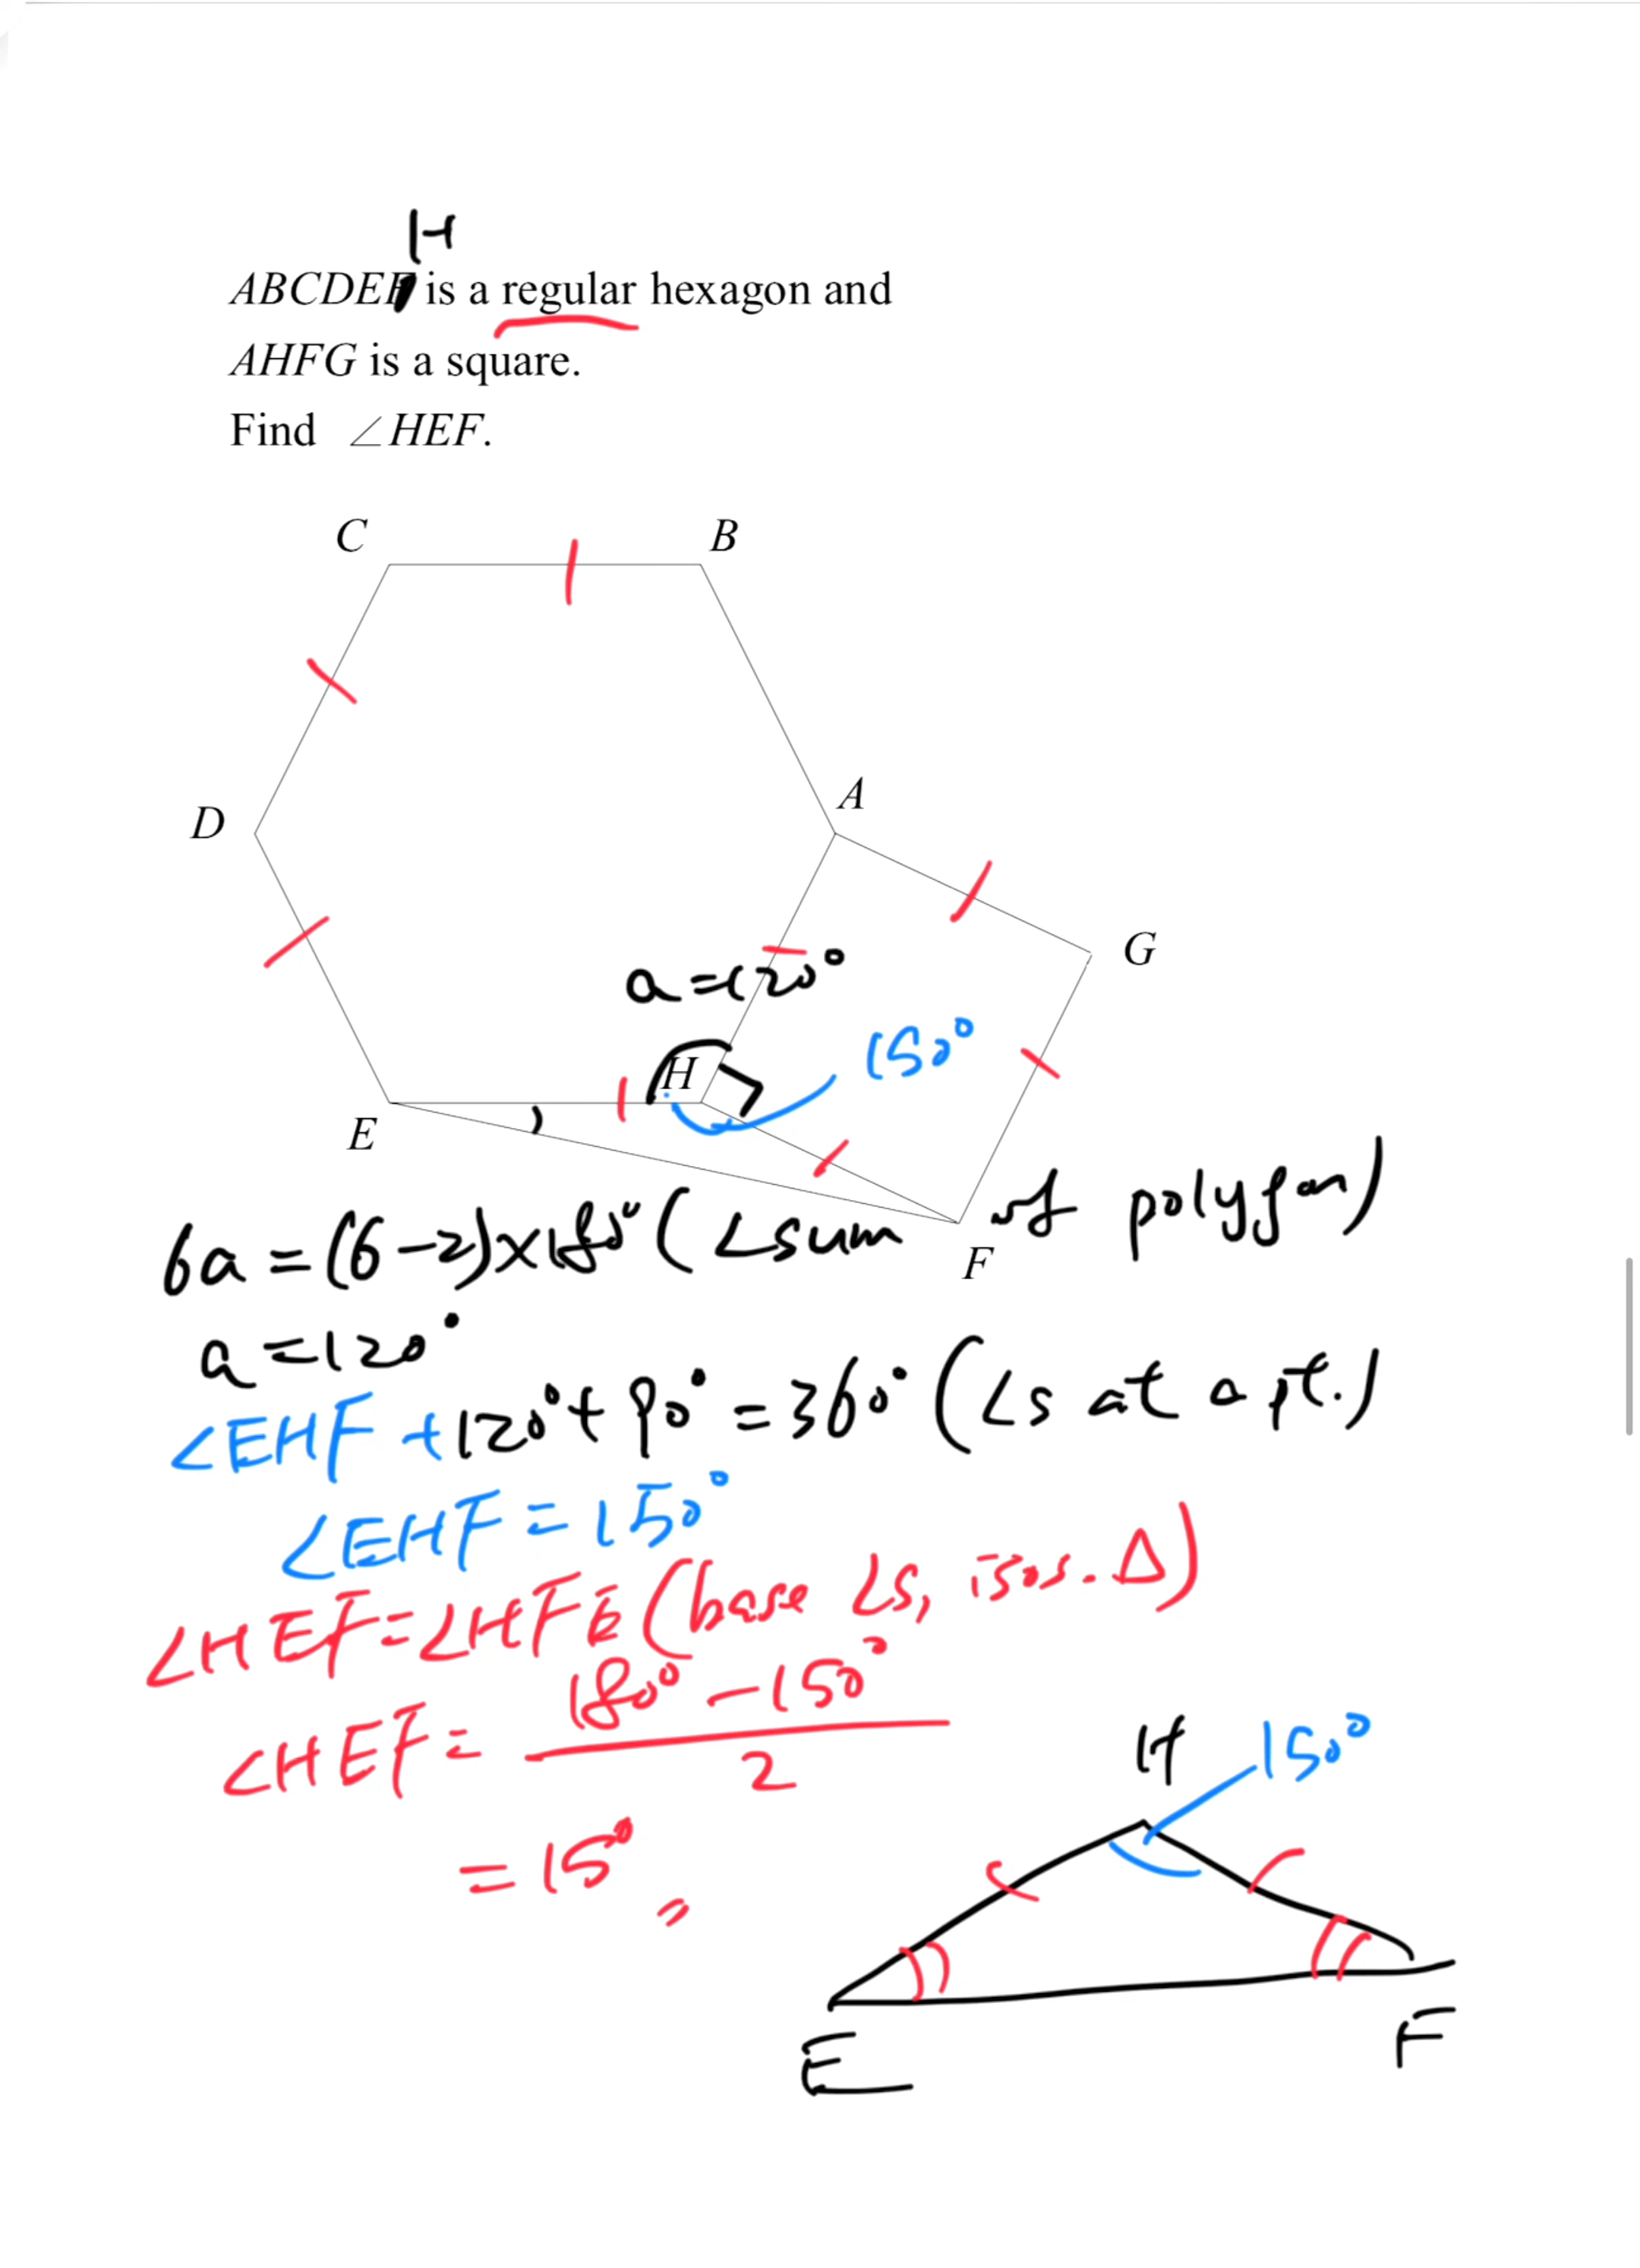 H
ABCDEF is a regular hexagon and
AHFG is a square.
Find ∠HEF.
C
B
A
D
G
a=120°
150°
H
E
F
6a = (6-2)×180° (∠sum of polygon)
a=120°
∠EHF +120°+ 90° = 360° (∠s at a pt.)
∠EHF = 150°
∠HEF=∠HFE (base ∠s, isos. Δ)
∠HEF = 180° - 150°
2
= 15°
H
150°
E
F